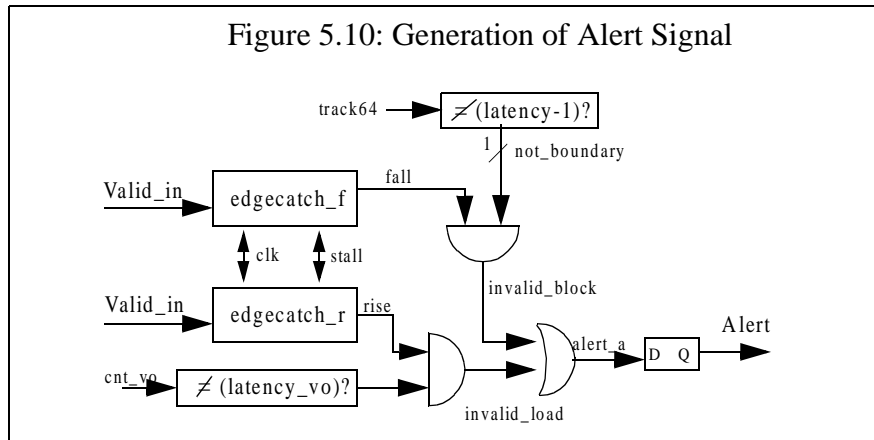 Figure 5.10: Generation of Alert Signal
track64
≠(latency-1)?
1
not_boundary
Valid_in
edgecatch_f
fall
clk
stall
invalid_block
Valid_in
edgecatch_r
rise
Alert
alert_a
D Q
cnt_vo
≠(latency_vo)?
invalid_load